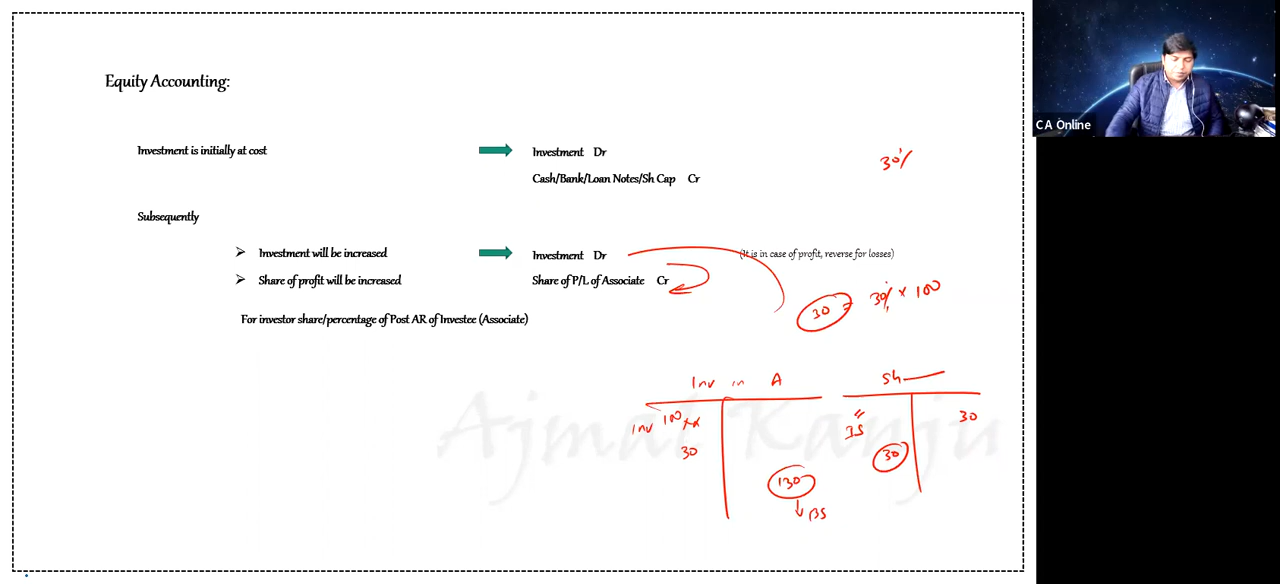 Equity Accounting:
Investment is initially at cost
Investment Dr
Cash/Bank/Loan Notes/Sh Cap Cr
30%
Subsequently
➢ Investment will be increased
Investment Dr
(It is in case of profit, reverse for losses)
➢ Share of profit will be increased
Share of P/L of Associate Cr
30 = 30% × 100
For investor share/percentage of Post AR of Investee (Associate)
Inv in A
Sh
Inv 100
30
30
30
130
BS
Ajmal Kanju
CA Online